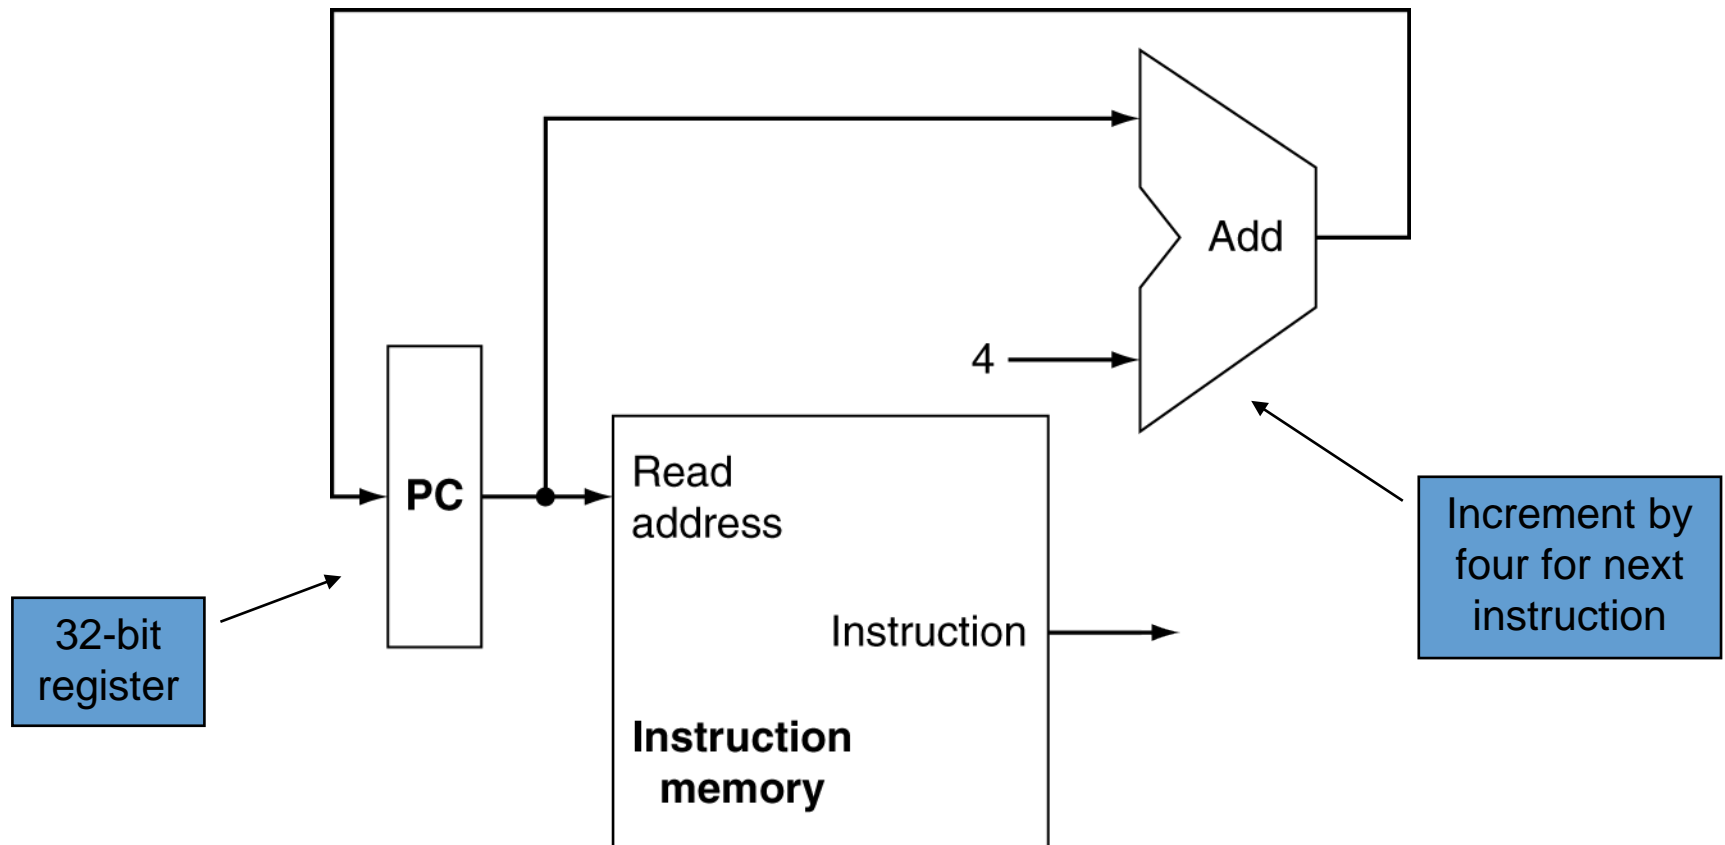 Add
4
PC
Read
address
Instruction
Instruction
memory
32-bit
register
Increment by
four for next
instruction